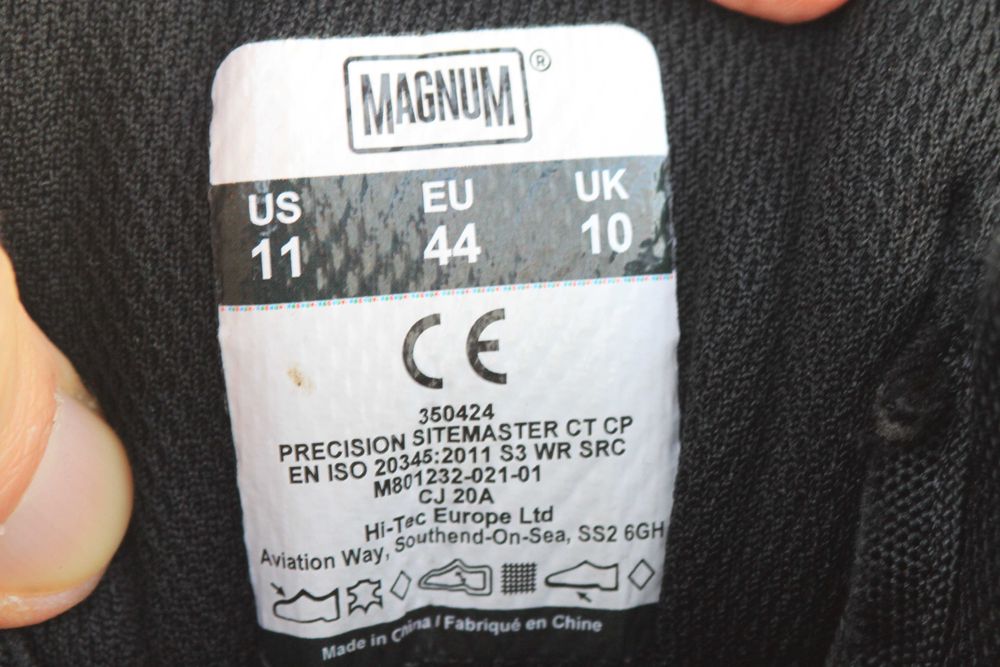 MAGNUM ®
US EU UK
11 44 10
CE
350424
PRECISION SITEMASTER CT CP
EN ISO 20345:2011 S3 WR SRC
M801232-021-01
CJ 20A
Hi-Tec Europe Ltd
Aviation Way, Southend-On-Sea, SS2 6GH
Made in China / Fabriqué en Chine